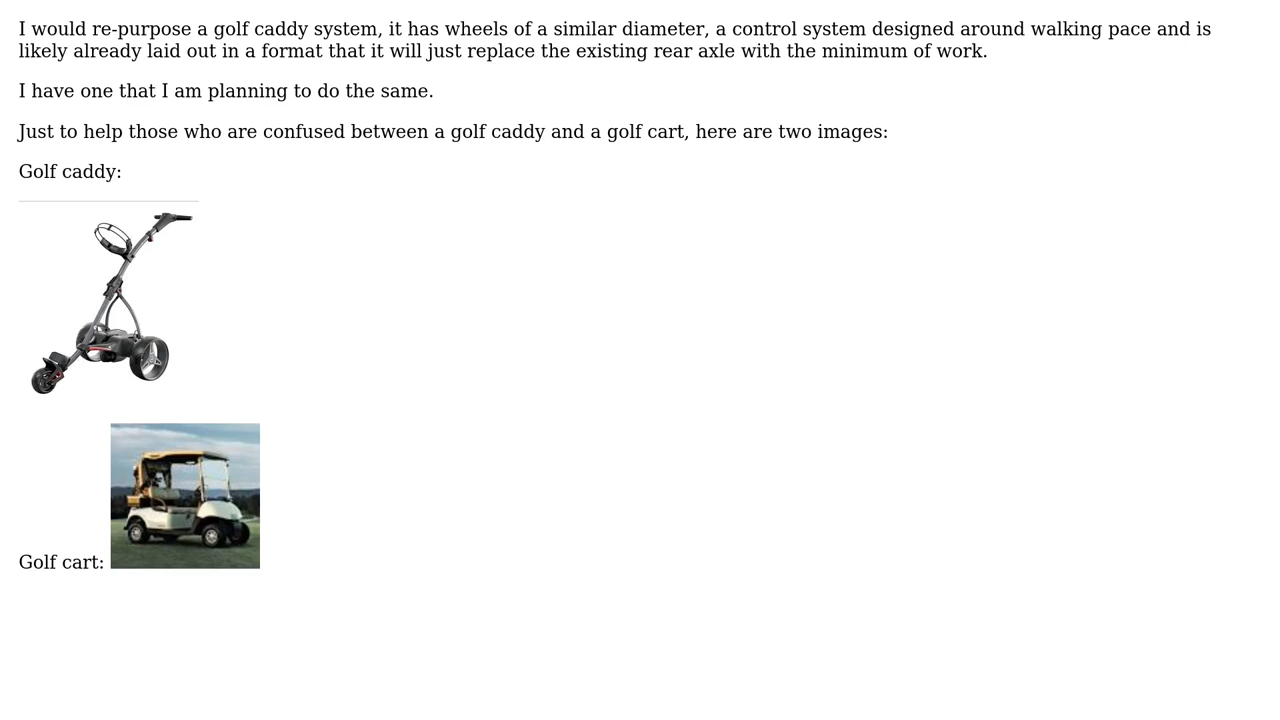 I would re-purpose a golf caddy system, it has wheels of a similar diameter, a control system designed around walking pace and is
likely already laid out in a format that it will just replace the existing rear axle with the minimum of work.
I have one that I am planning to do the same.
Just to help those who are confused between a golf caddy and a golf cart, here are two images:
Golf caddy:
Golf cart: